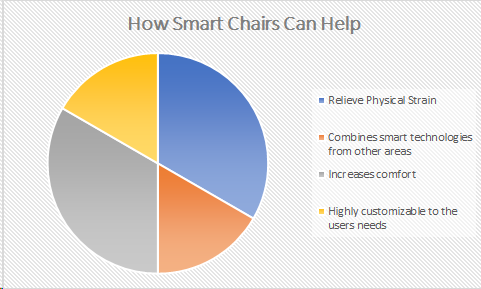 How Smart Chairs Can Help
Relieve Physical Strain
Combines smart technologies
from other areas
Increases comfort
Highly customizable to the
users needs